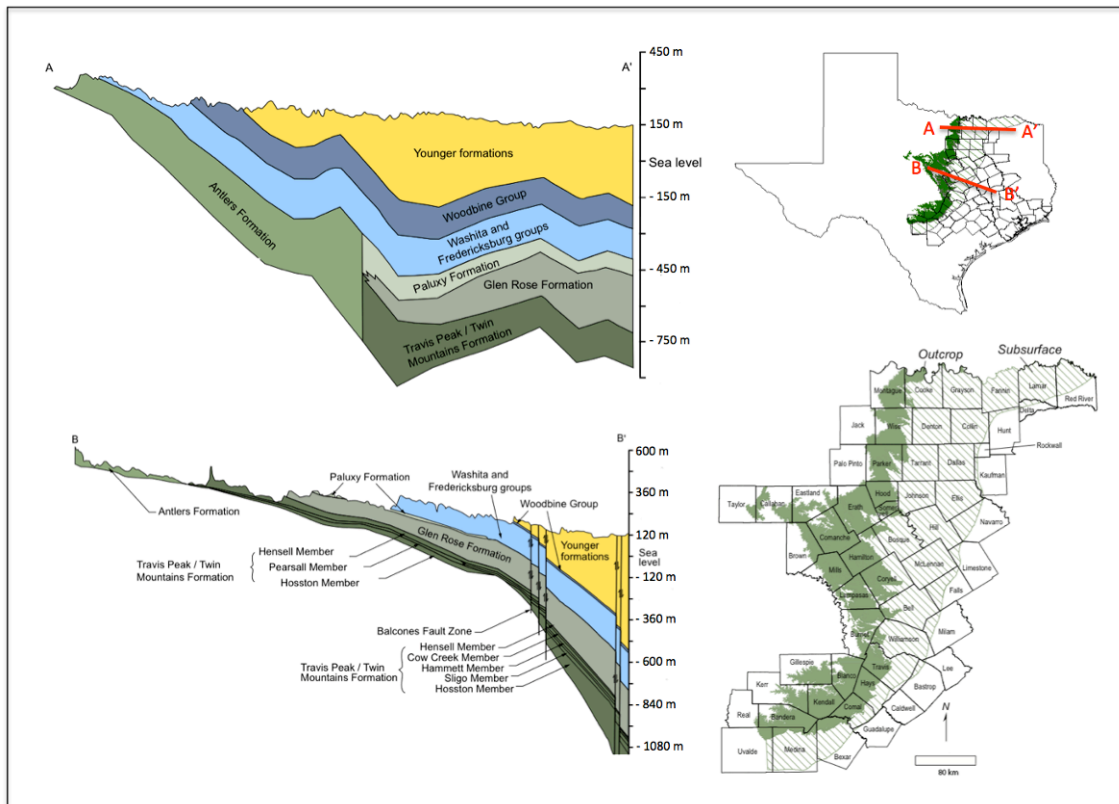 A
A'
450 m
150 m
Sea level
- 150 m
- 450 m
- 750 m
Younger formations
Woodbine Group
Washita and
Fredericksburg groups
Antlers Formation
Paluxy Formation
Glen Rose Formation
Travis Peak / Twin
Mountains Formation
A
A'
B
B'
B
B'
600 m
360 m
120 m
Sea
level
- 120 m
- 360 m
- 600 m
- 840 m
- 1080 m
Paluxy Formation
Washita and
Fredericksburg groups
Woodbine Group
Antlers Formation
Glen Rose Formation
Younger
formations
Travis Peak / Twin
Mountains Formation
Hensell Member
Pearsall Member
Hosston Member
Balcones Fault Zone
Travis Peak / Twin
Mountains Formation
Hensell Member
Cow Creek Member
Hammett Member
Sligo Member
Hosston Member
Outcrop
Subsurface
Montague
Cooke
Grayson
Fannin
Lamar
Red River
Delta
Jack
Wise
Denton
Collin
Hunt
Rockwall
Palo Pinto
Parker
Tarrant
Dallas
Kaufman
Taylor
Callahan
Eastland
Erath
Hood
Johnson
Ellis
Navarro
Brown
Comanche
Bosque
Hill
Mills
Hamilton
McLennan
Limestone
Coryell
Falls
Lampasas
Bell
Milam
Burnet
Williamson
Gillespie
Blanco
Travis
Lee
Kerr
Hays
Bastrop
Real
Kendall
Comal
Caldwell
Bandera
Guadalupe
Uvalde
Medina
Bexar
N
80 km